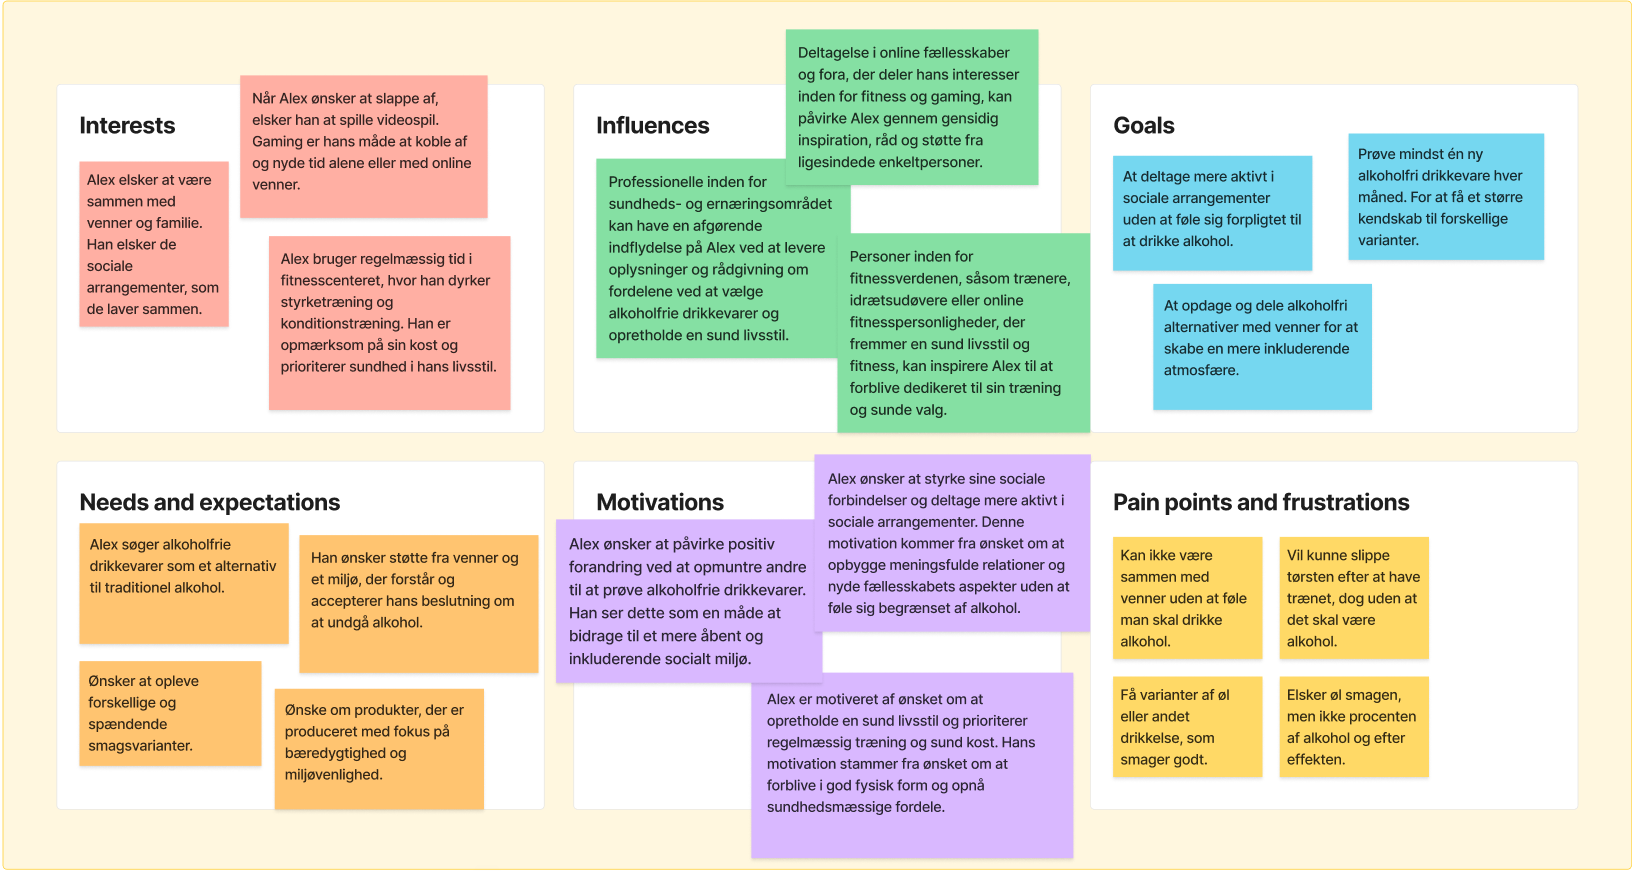 Interests
Når Alex ønsker at slappe af,
elsker han at spille videospil.
Gaming er hans måde at koble af
og nyde tid alene eller med online
venner.
Alex elsker at være
sammen med
venner og familie.
Han elsker de
sociale
arrangementer, som
de laver sammen.
Alex bruger regelmæssig tid i
fitnesscenteret, hvor han dyrker
styrketræning og
konditionstræning. Han er
opmærksom på sin kost og
prioriterer sundhed i hans livsstil.
Influences
Deltagelse i online fællesskaber
og fora, der deler hans interesser
inden for fitness og gaming, kan
påvirke Alex gennem gensidig
inspiration, råd og støtte fra
ligesindede enkeltpersoner.
Professionelle inden for
sundheds- og ernæringsområdet
kan have en afgørende
indflydelse på Alex ved at levere
oplysninger og rådgivning om
fordelene ved at vælge
alkoholfrie drikkevarer og
opretholde en sund livsstil.
Personer inden for
fitnessverdenen, såsom trænere,
idrætsudøvere eller online
fitnesspersonligheder, der
fremmer en sund livsstil og
fitness, kan inspirere Alex til at
forblive dedikeret til sin træning
og sunde valg.
Goals
At deltage mere aktivt i
sociale arrangementer
uden at føle sig forpligtet til
at drikke alkohol.
Prøve mindst én ny
alkoholfri drikkevare hver
måned. For at få et større
kendskab til forskellige
varianter.
At opdage og dele alkoholfri
alternativer med venner for at
skabe en mere inkluderende
atmosfære.
Needs and expectations
Alex søger alkoholfrie
drikkevarer som et alternativ
til traditionel alkohol.
Han ønsker støtte fra venner og
et miljø, der forstår og
accepterer hans beslutning om
at undgå alkohol.
Ønsker at opleve
forskellige og
spændende
smagsvarianter.
Ønske om produkter, der er
produceret med fokus på
bæredygtighed og
miljøvenlighed.
Motivations
Alex ønsker at styrke sine sociale
forbindelser og deltage mere aktivt i
sociale arrangementer. Denne
motivation kommer fra ønsket om at
opbygge meningsfulde relationer og
nyde fællesskabets aspekter uden at
føle sig begrænset af alkohol.
Alex ønsker at påvirke positiv
forandring ved at opmuntre andre
til at prøve alkoholfrie drikkevarer.
Han ser dette som en måde at
bidrage til et mere åbent og
inkluderende socialt miljø.
Alex er motiveret af ønsket om at
opretholde en sund livsstil og prioriterer
regelmæssig træning og sund kost. Hans
motivation stammer fra ønsket om at
forblive i god fysisk form og opnå
sundhedsmæssige fordele.
Pain points and frustrations
Kan ikke være
sammen med
venner uden at føle
man skal drikke
alkohol.
Vil kunne slippe
tørsten efter at have
trænet, dog uden at
det skal være
alkohol.
Få varianter af øl
eller andet
drikkelse, som
smager godt.
Elsker øl smagen,
men ikke procenten
af alkohol og efter
effekten.